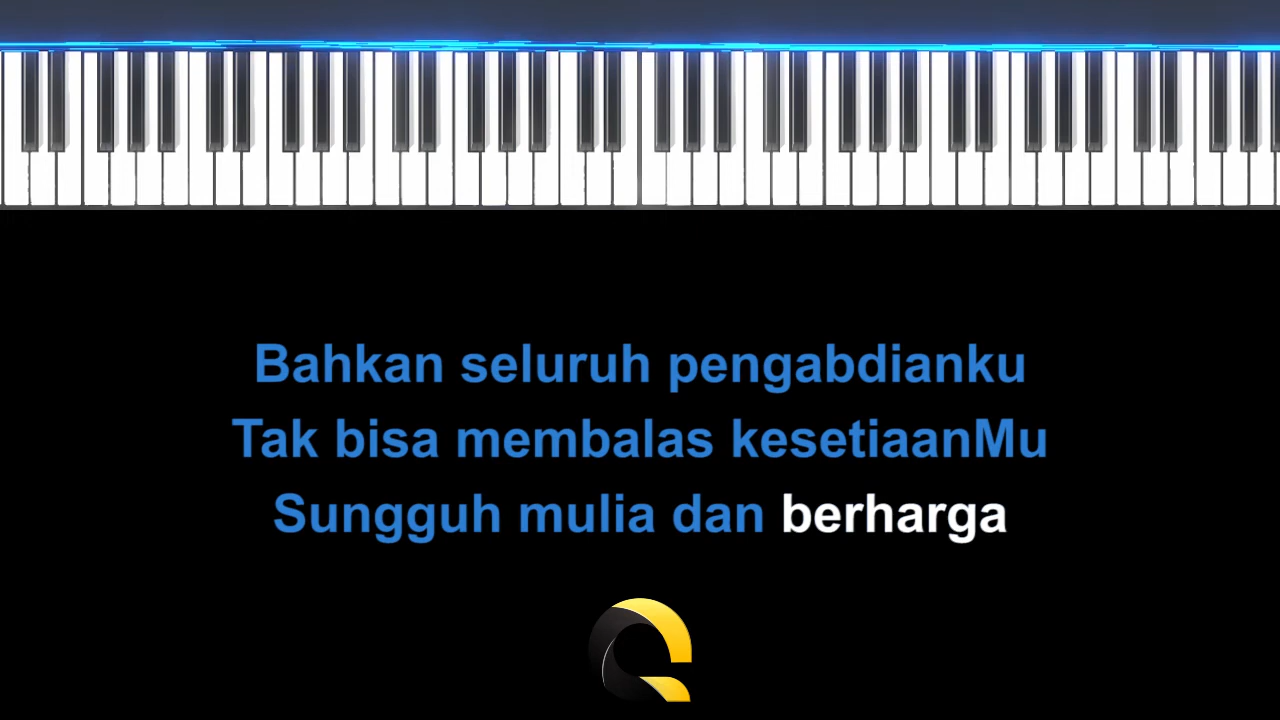 Bahkan seluruh pengabdianku
Tak bisa membalas kesetiaanMu
Sungguh mulia dan berharga